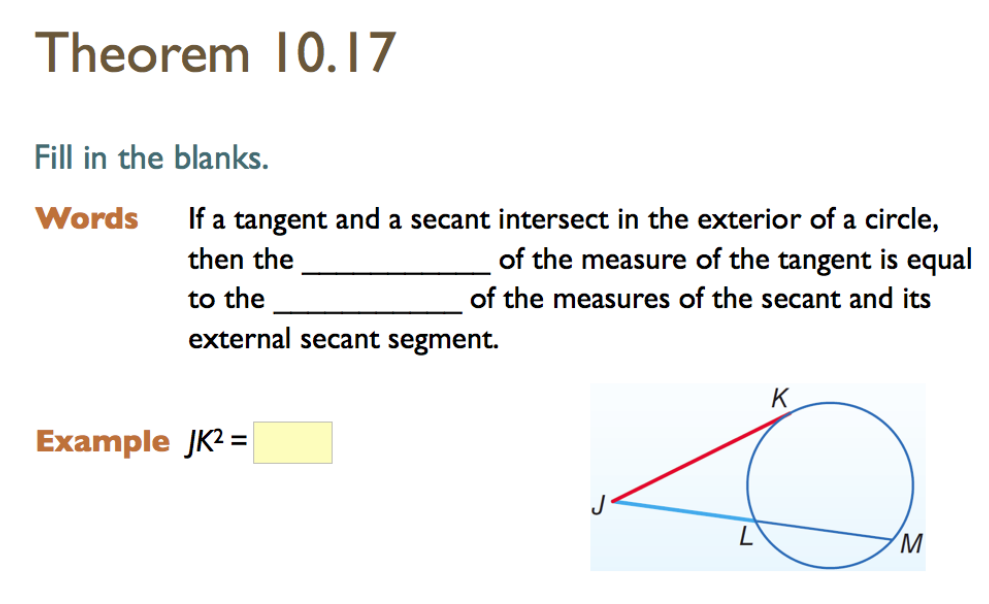 Theorem 10.17
Fill in the blanks.
Words If a tangent and a secant intersect in the exterior of a circle,
then the ____________ of the measure of the tangent is equal
to the ____________ of the measures of the secant and its
external secant segment.
K
Example JK² =
J
L
M